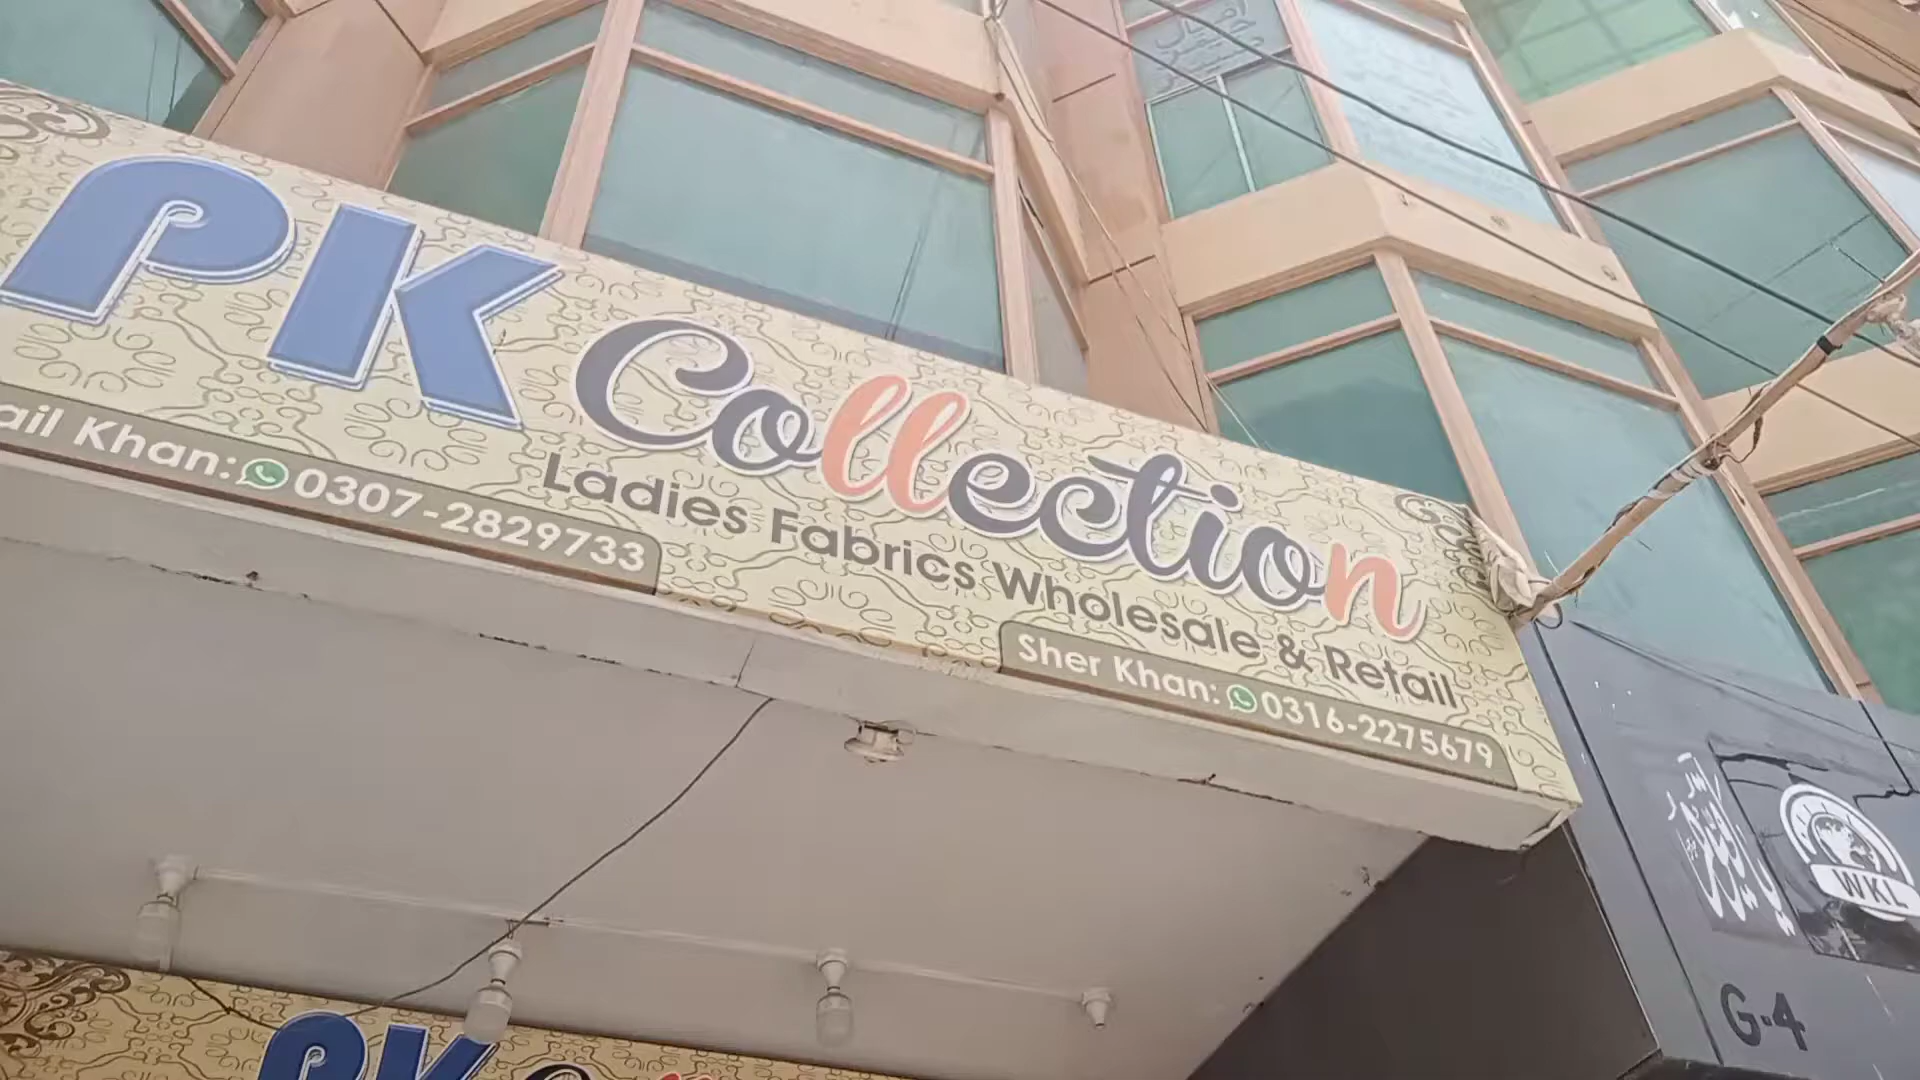 PK Collection
Ladies Fabrics Wholesale & Retail
ail Khan: 0307-2829733
Sher Khan: 0316-2275679
WKL
G-4
PK